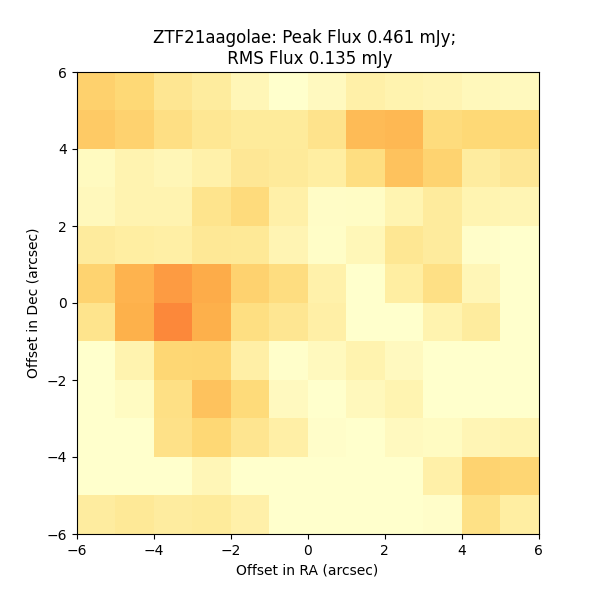 ZTF21aagolae: Peak Flux 0.461 mJy;
RMS Flux 0.135 mJy
6
4
2
0
−2
−4
−6
Offset in Dec (arcsec)
−6 −4 −2 0 2 4 6
Offset in RA (arcsec)